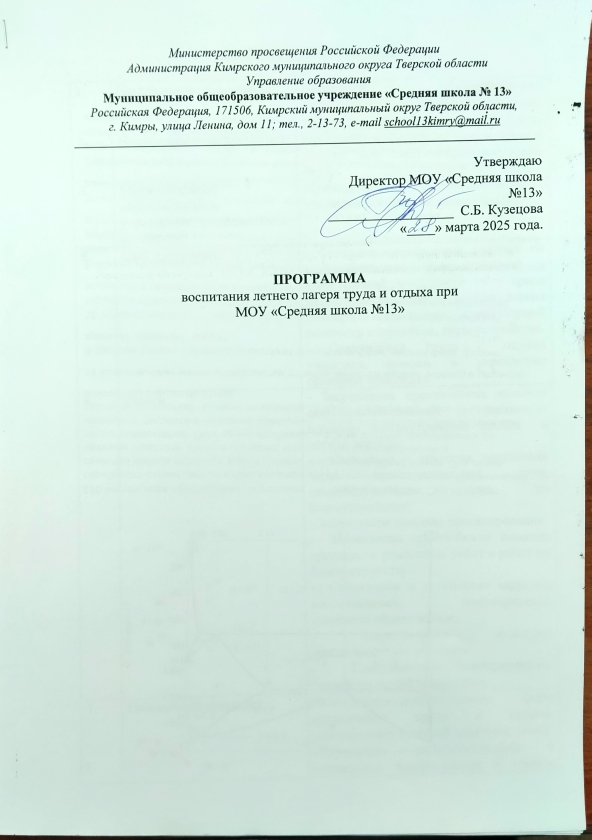 Министерство просвещения Российской Федерации
Администрация Кимрского муниципального округа Тверской области
Управление образования
Муниципальное общеобразовательное учреждение «Средняя школа № 13»
Российская Федерация, 171506, Кимрский муниципальный округ Тверской области,
г. Кимры, улица Ленина, дом 11; тел., 2-13-73, e-mail school13kimry@mail.ru
Утверждаю
Директор МОУ «Средняя школа
№13»
С.Б. Кузецова
«28» марта 2025 года.
ПРОГРАММА
воспитания летнего лагеря труда и отдыха при
МОУ «Средняя школа №13»